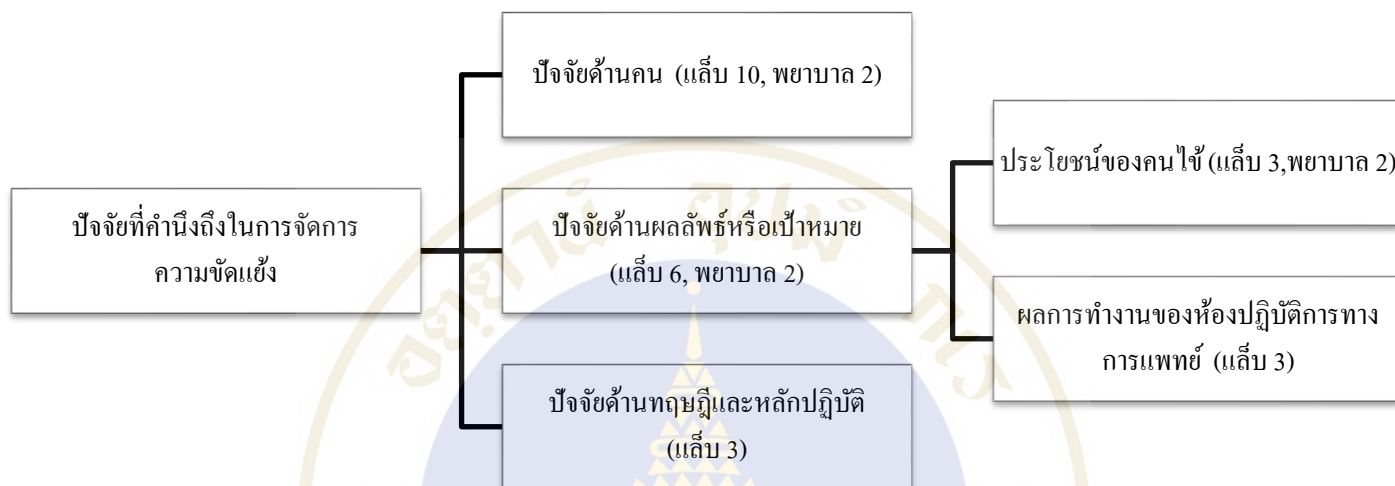 ปัจจัยด้านคน (แล็บ 10, พยาบาล 2)
ประโยชน์ของคนไข้ (แล็บ 3,พยาบาล 2)
ปัจจัยที่คำนึงถึงในการจัดการ
ความขัดแย้ง
ปัจจัยด้านผลลัพธ์หรือเป้าหมาย
(แล็บ 6, พยาบาล 2)
ผลการทำงานของห้องปฏิบัติการทาง
การแพทย์ (แล็บ 3)
ปัจจัยด้านทฤษฎีและหลักปฏิบัติ
(แล็บ 3)